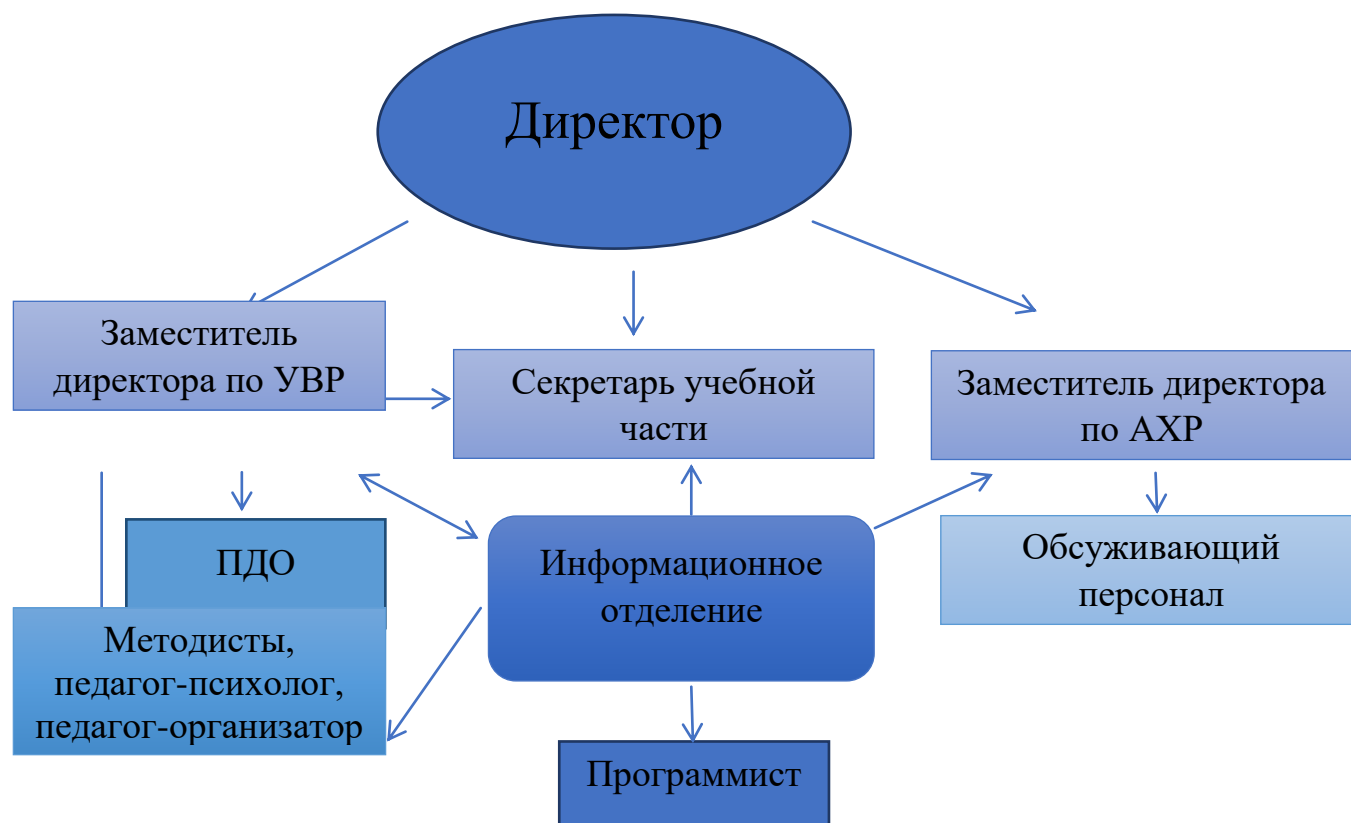 Директор
Заместитель
директора по УВР
Секретарь учебной
части
Заместитель директора
по АХР
ПДО
Методисты,
педагог-психолог,
педагог-организатор
Информационное
отделение
Обсуживающий
персонал
Программист